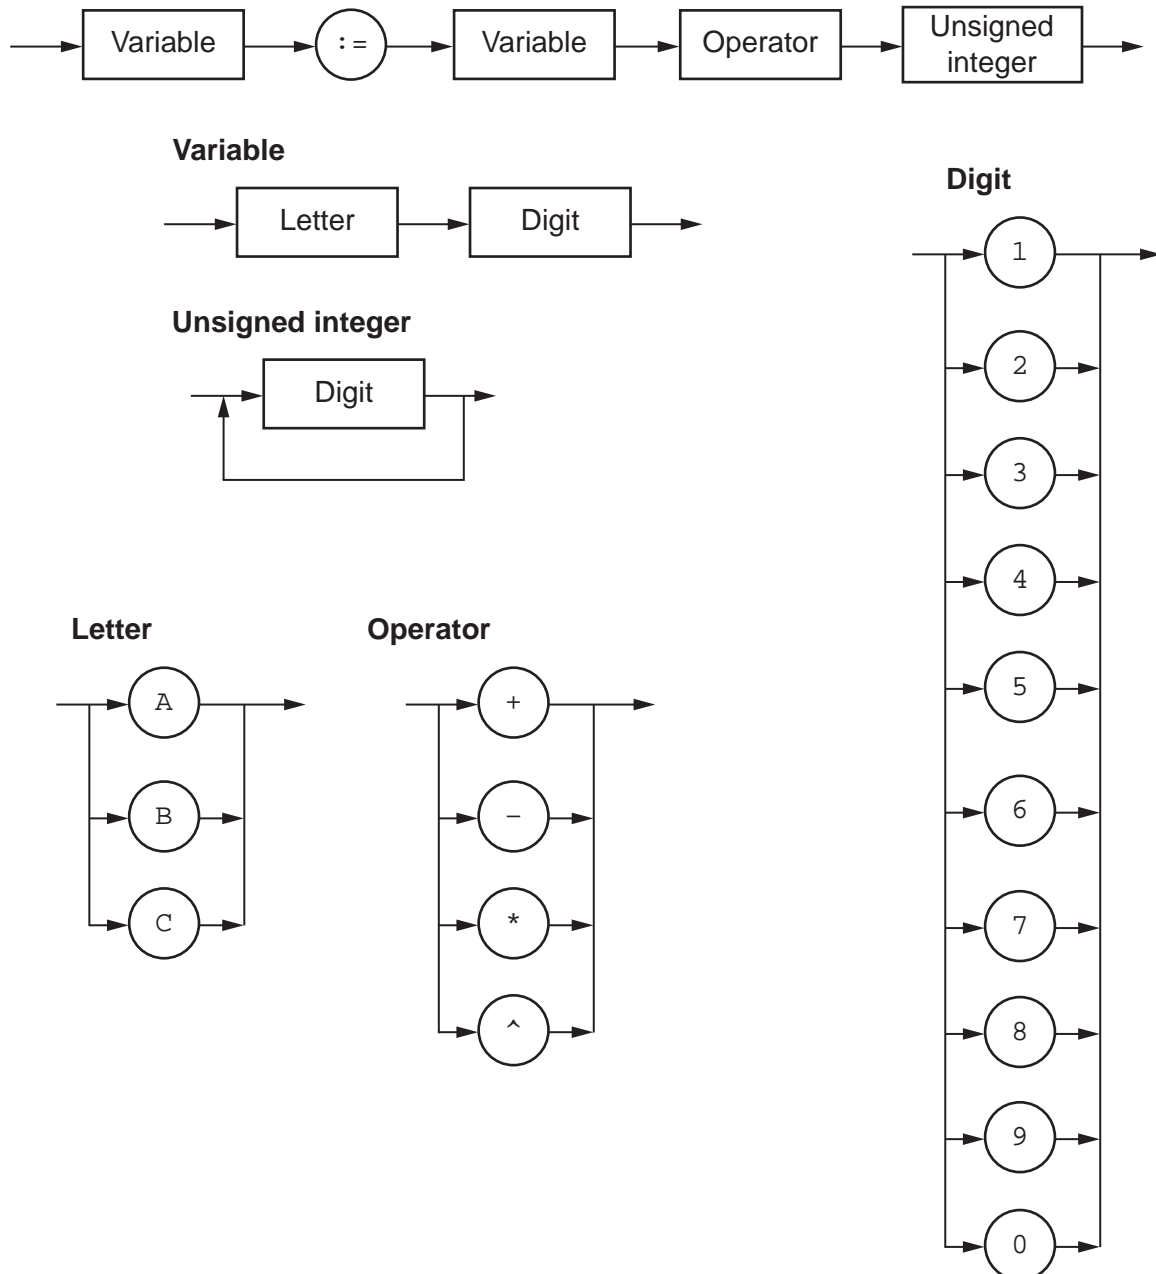 Variable := Variable Operator Unsigned
integer
Variable
Letter Digit
Unsigned integer
Digit
Letter
A
B
C
Operator
+
−
*
^
Digit
1
2
3
4
5
6
7
8
9
0